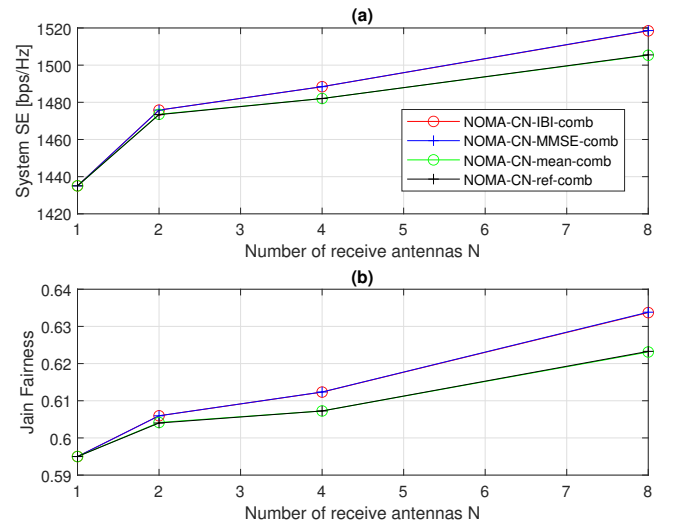 (a)
1520
1500
1480
1460
1440
1420
System SE [bps/Hz]
NOMA-CN-IBI-comb
NOMA-CN-MMSE-comb
NOMA-CN-mean-comb
NOMA-CN-ref-comb
1 2 3 4 5 6 7 8
Number of receive antennas N
(b)
0.64
0.63
0.62
0.61
0.6
0.59
Jain Fairness
1 2 3 4 5 6 7 8
Number of receive antennas N